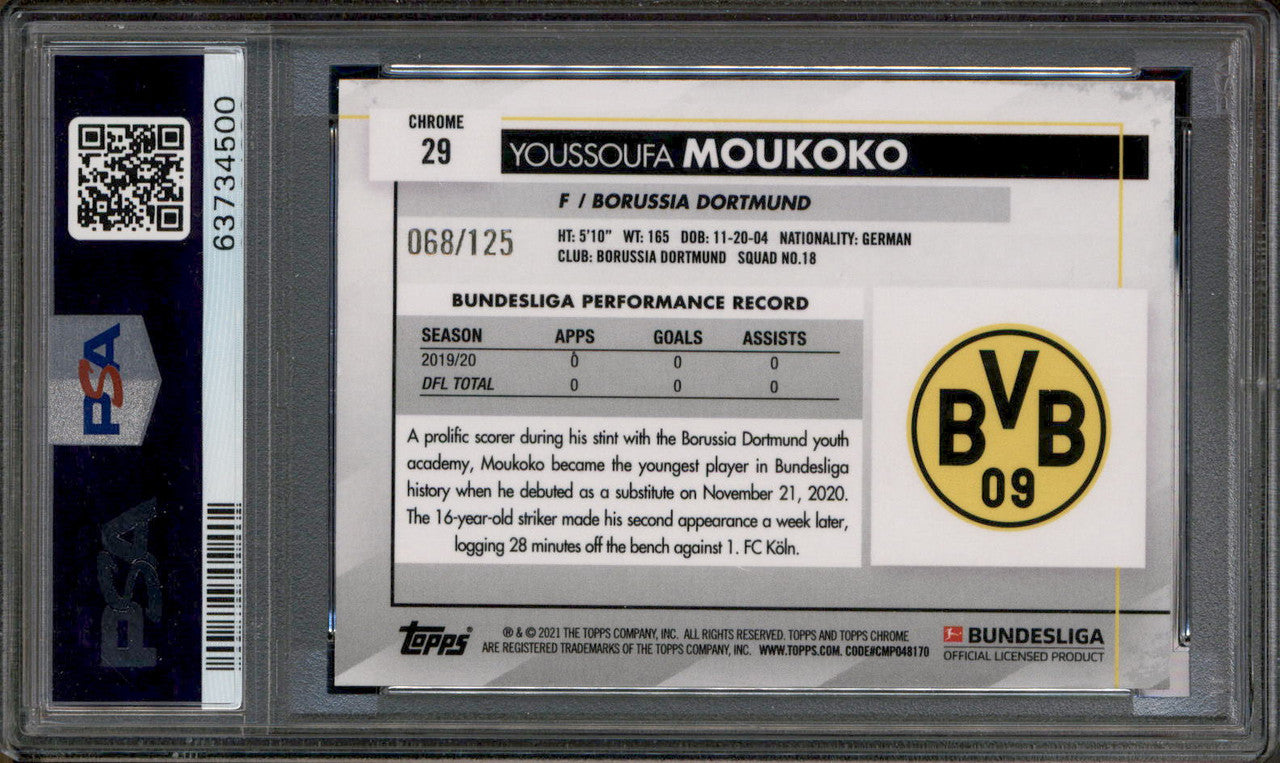 63734500
PSA
PSA
CHROME
29
YOUSSOUFA MOUKOKO
F / BORUSSIA DORTMUND
068/125
HT: 5'10" WT: 165 DOB: 11-20-04 NATIONALITY: GERMAN
CLUB: BORUSSIA DORTMUND SQUAD NO.18
BUNDESLIGA PERFORMANCE RECORD
SEASON APPS GOALS ASSISTS
2019/20 0 0 0
DFL TOTAL 0 0 0
A prolific scorer during his stint with the Borussia Dortmund youth
academy, Moukoko became the youngest player in Bundesliga
history when he debuted as a substitute on November 21, 2020.
The 16-year-old striker made his second appearance a week later,
logging 28 minutes off the bench against 1. FC Köln.
BVB
09
topps
® & © 2021 THE TOPPS COMPANY, INC. ALL RIGHTS RESERVED. TOPPS AND TOPPS CHROME
ARE REGISTERED TRADEMARKS OF THE TOPPS COMPANY, INC. WWW.TOPPS.COM. CODE#CMP048170
BUNDESLIGA
OFFICIAL LICENSED PRODUCT